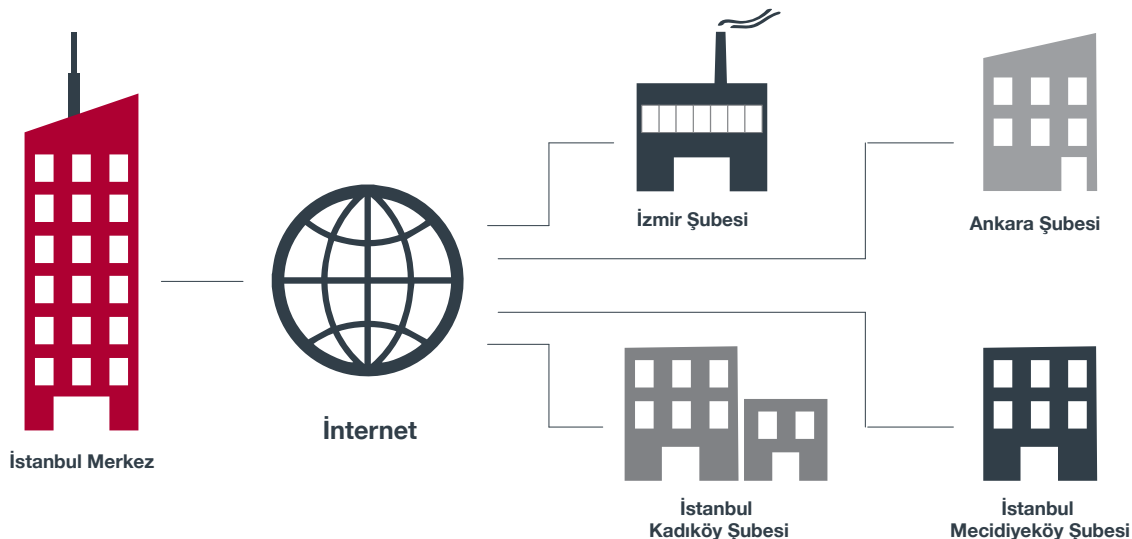 İstanbul Merkez
İnternet
İzmir Şubesi
Ankara Şubesi
İstanbul
Kadıköy Şubesi
İstanbul
Mecidiyeköy Şubesi